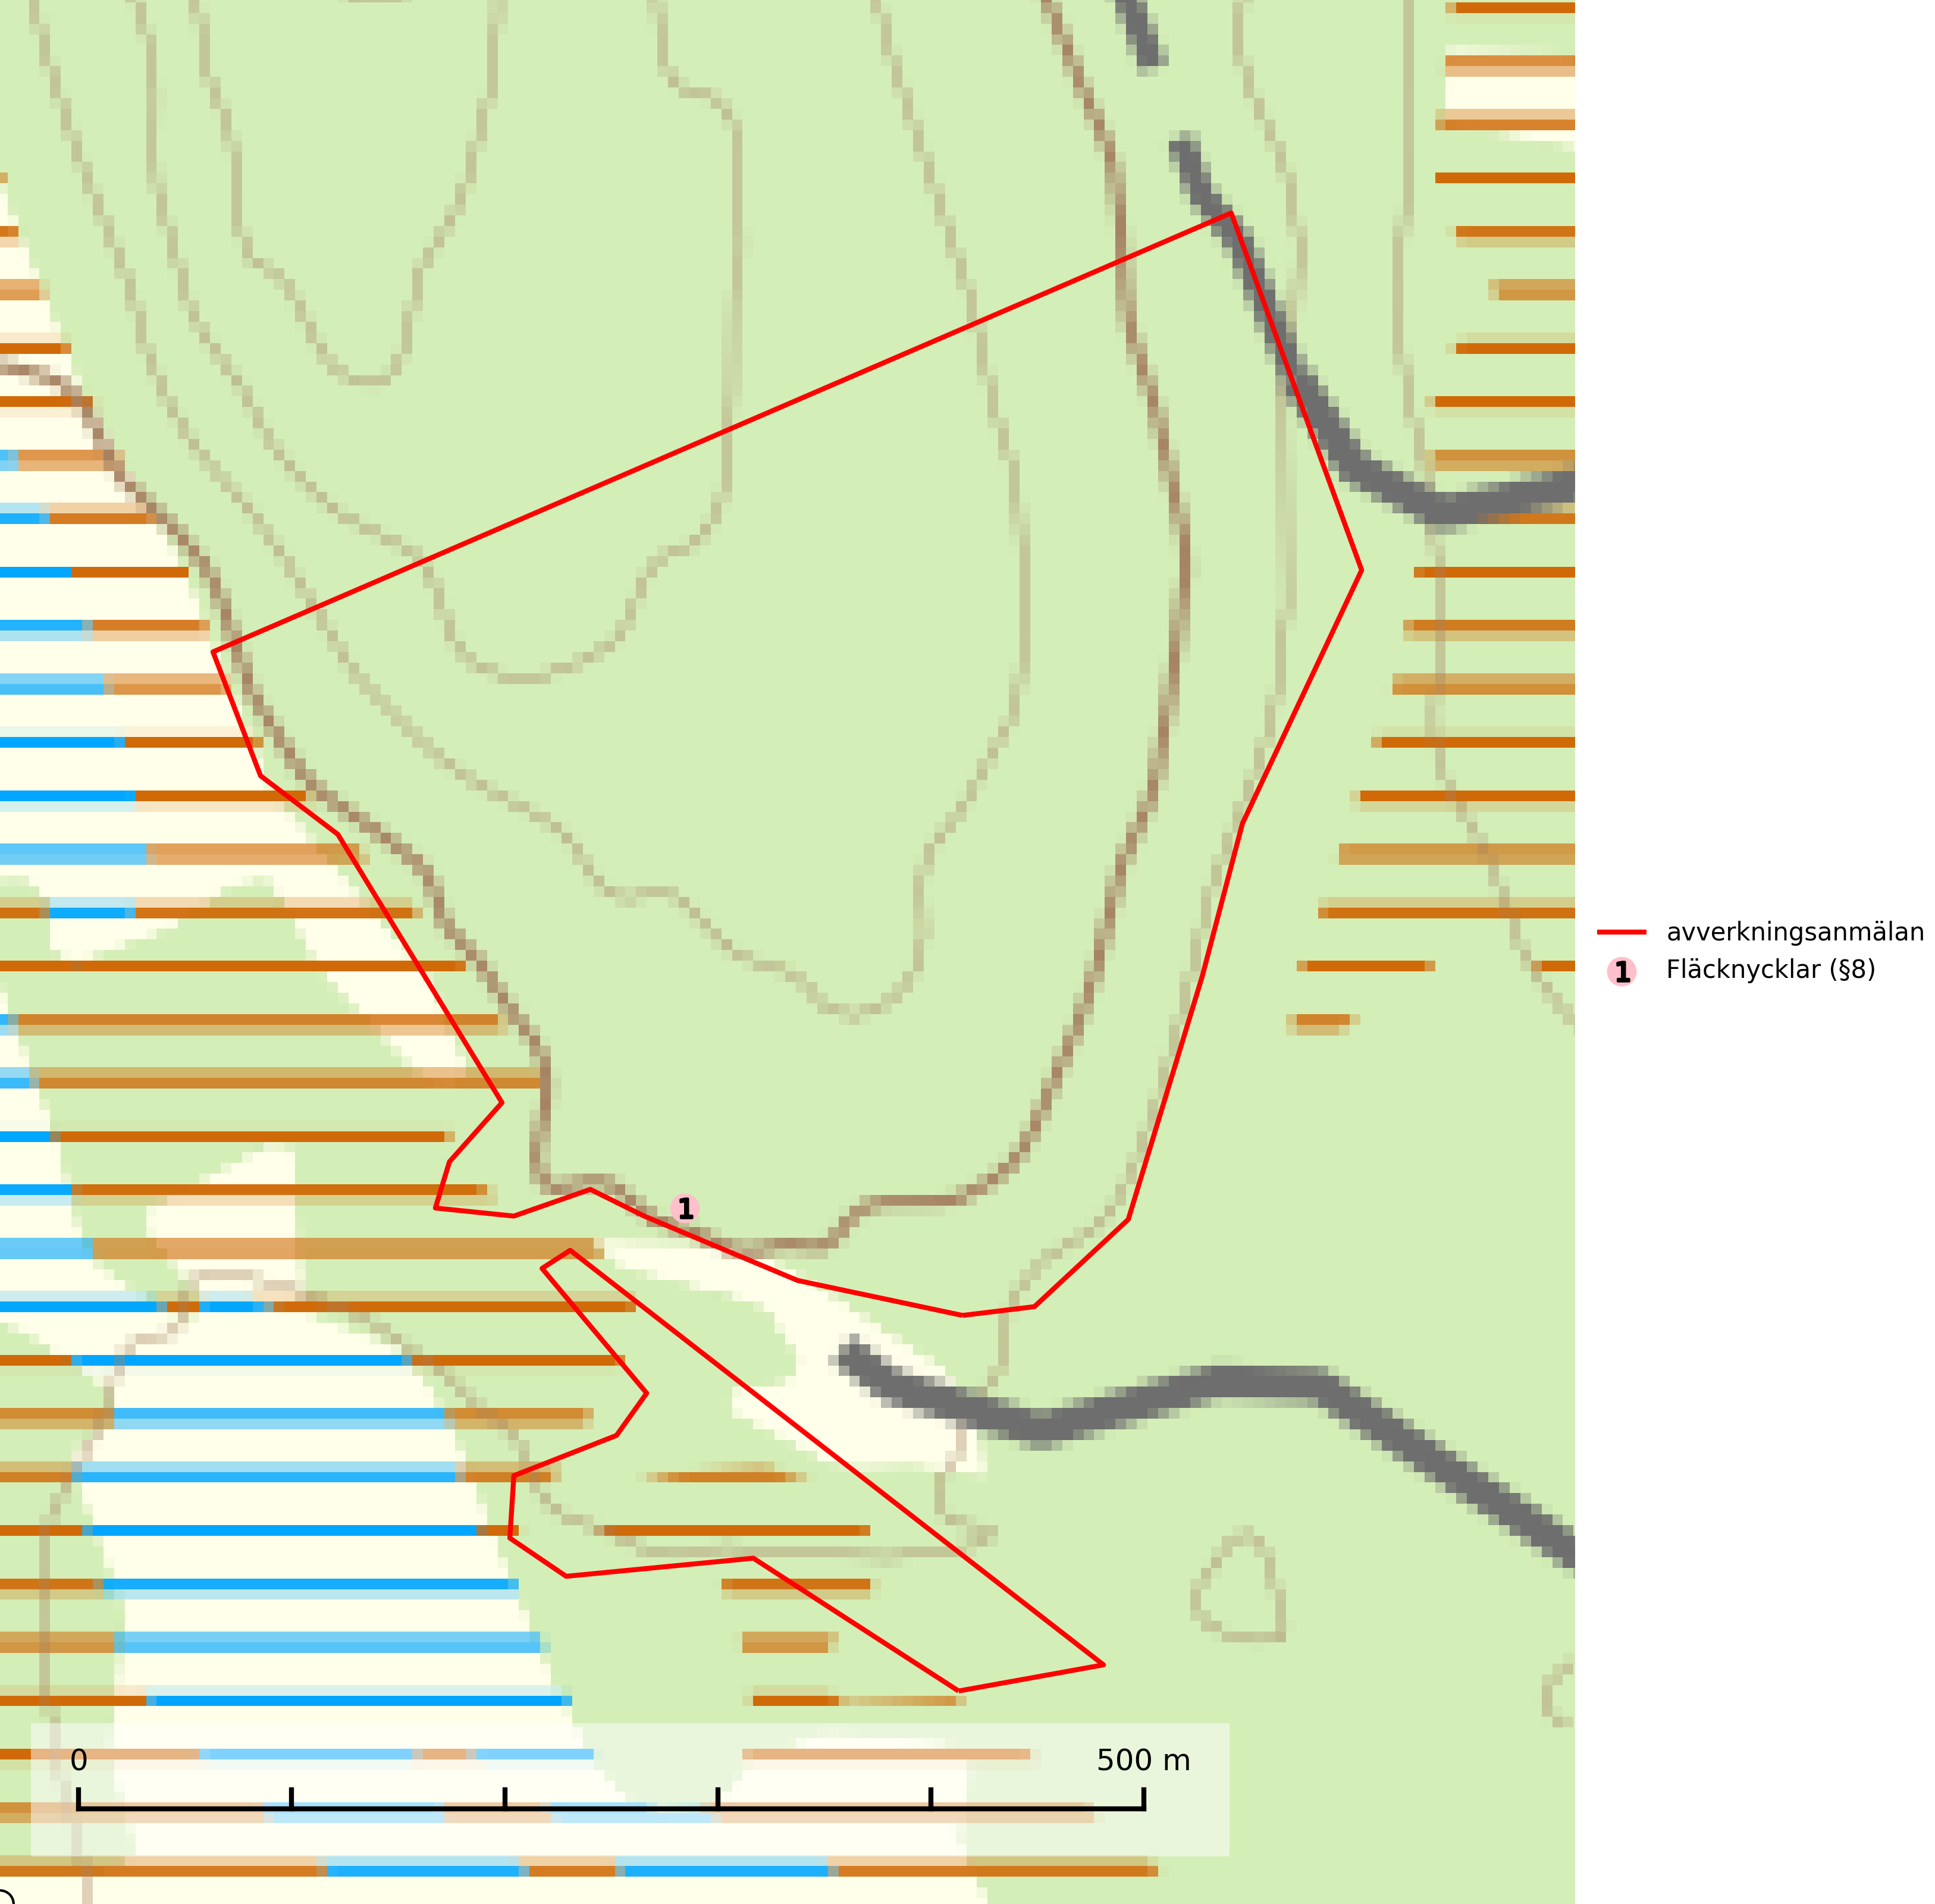 1
avverkningsanmälan
1 Fläcknycklar (§8)
0 500 m